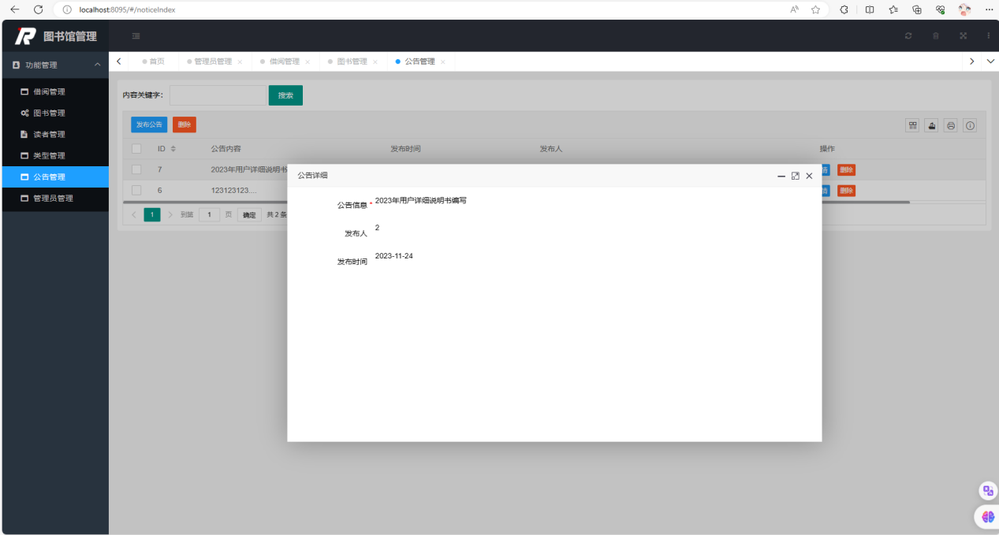 localhost:8095/#/noticeIndex
图书馆管理
功能管理
首页 管理员管理 借阅管理 图书管理 公告管理
借阅管理
图书管理
读者管理
类型管理
公告管理
管理员管理
内容关键字： 搜索
发布公告 删除
ID 公告内容 发布时间 发布人 操作
7 2023年用户详细说明书 删除
6 123123123.... 删除
1 到第 1 页 确定 共 2 条
公告详细
公告信息 * 2023年用户详细说明书编写
发布人 2
发布时间 2023-11-24